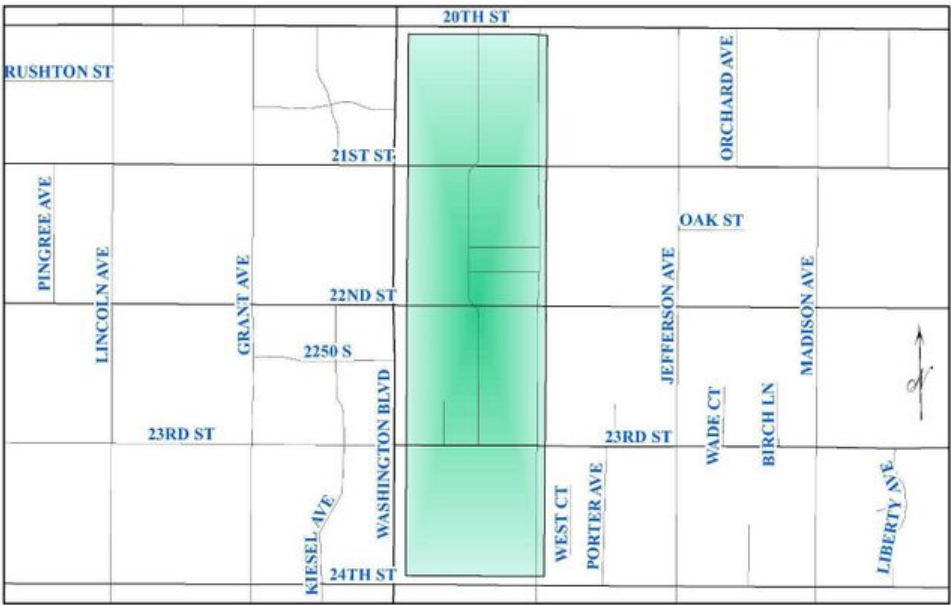 20TH ST
RUSHTON ST
ORCHARD AVE
21ST ST
PINGREE AVE
OAK ST
LINCOLN AVE
GRANT AVE
JEFFERSON AVE
MADISON AVE
22ND ST
2250 S
WASHINGTON BLVD
WADE CT
BIRCH LN
23RD ST
23RD ST
KIESEL AVE
WEST CT
PORTER AVE
LIBERTY AVE
24TH ST
N